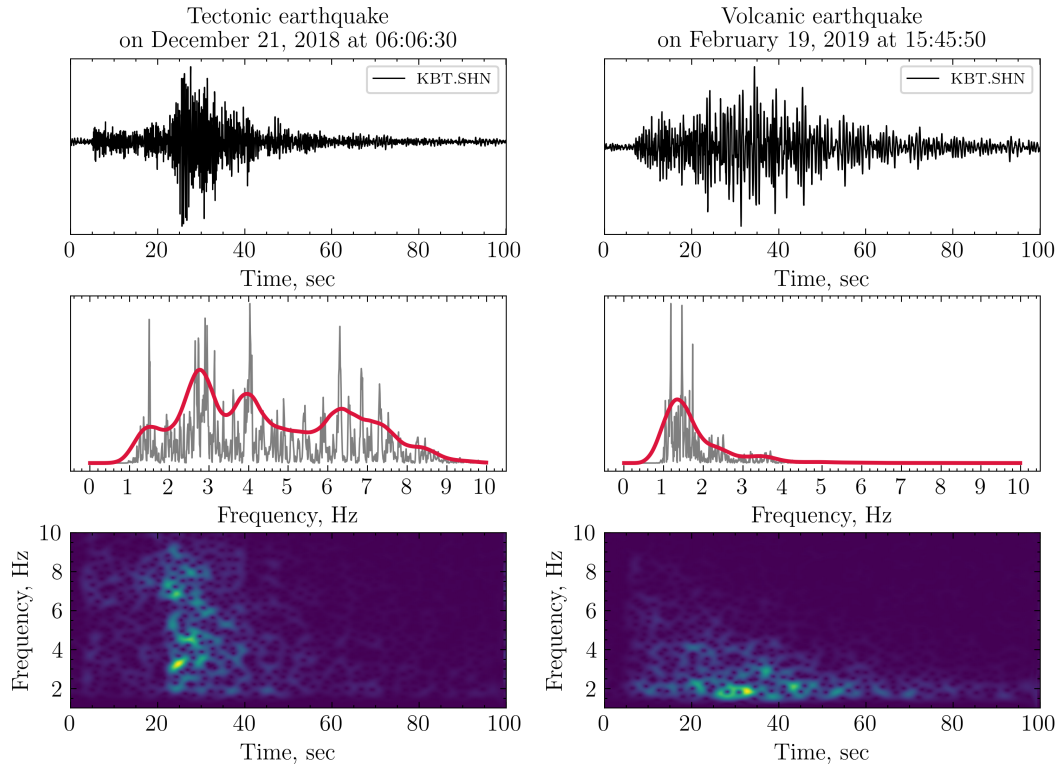 Tectonic earthquake
on December 21, 2018 at 06:06:30
KBT.SHN
0 20 40 60 80 100
Time, sec
0 1 2 3 4 5 6 7 8 9 10
Frequency, Hz
10
8
6
4
2
Frequency, Hz
0 20 40 60 80 100
Time, sec
Volcanic earthquake
on February 19, 2019 at 15:45:50
KBT.SHN
0 20 40 60 80 100
Time, sec
0 1 2 3 4 5 6 7 8 9 10
Frequency, Hz
10
8
6
4
2
Frequency, Hz
0 20 40 60 80 100
Time, sec